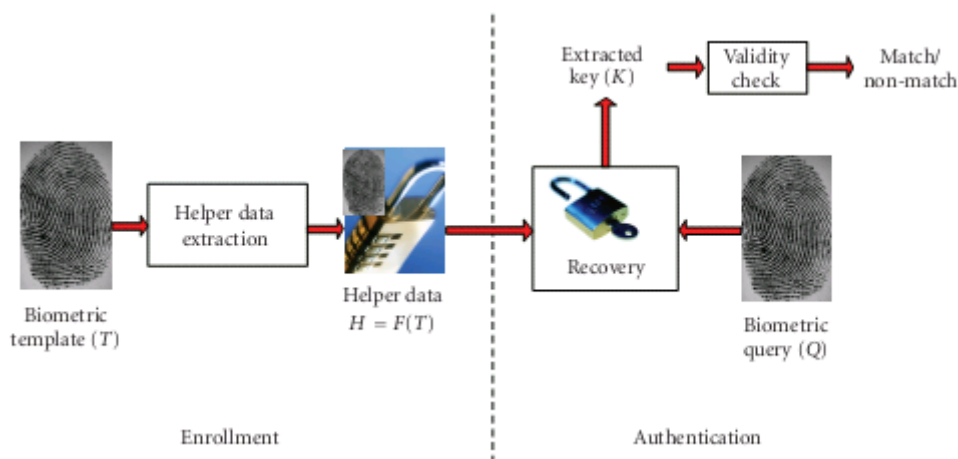 Extracted
key (K)
Validity
check
Match/
non-match
Helper data
extraction
Recovery
Biometric
template (T)
Helper data
H = F(T)
Biometric
query (Q)
Enrollment
Authentication